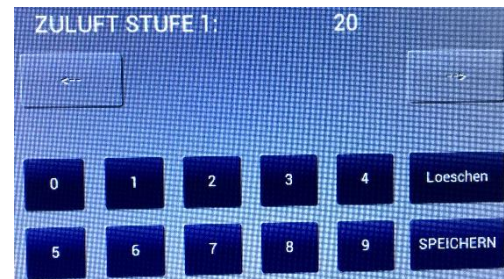 ZULUFT STUFE 1: 20
<-- -->
0 1 2 3 4 Loeschen
5 6 7 8 9 SPEICHERN